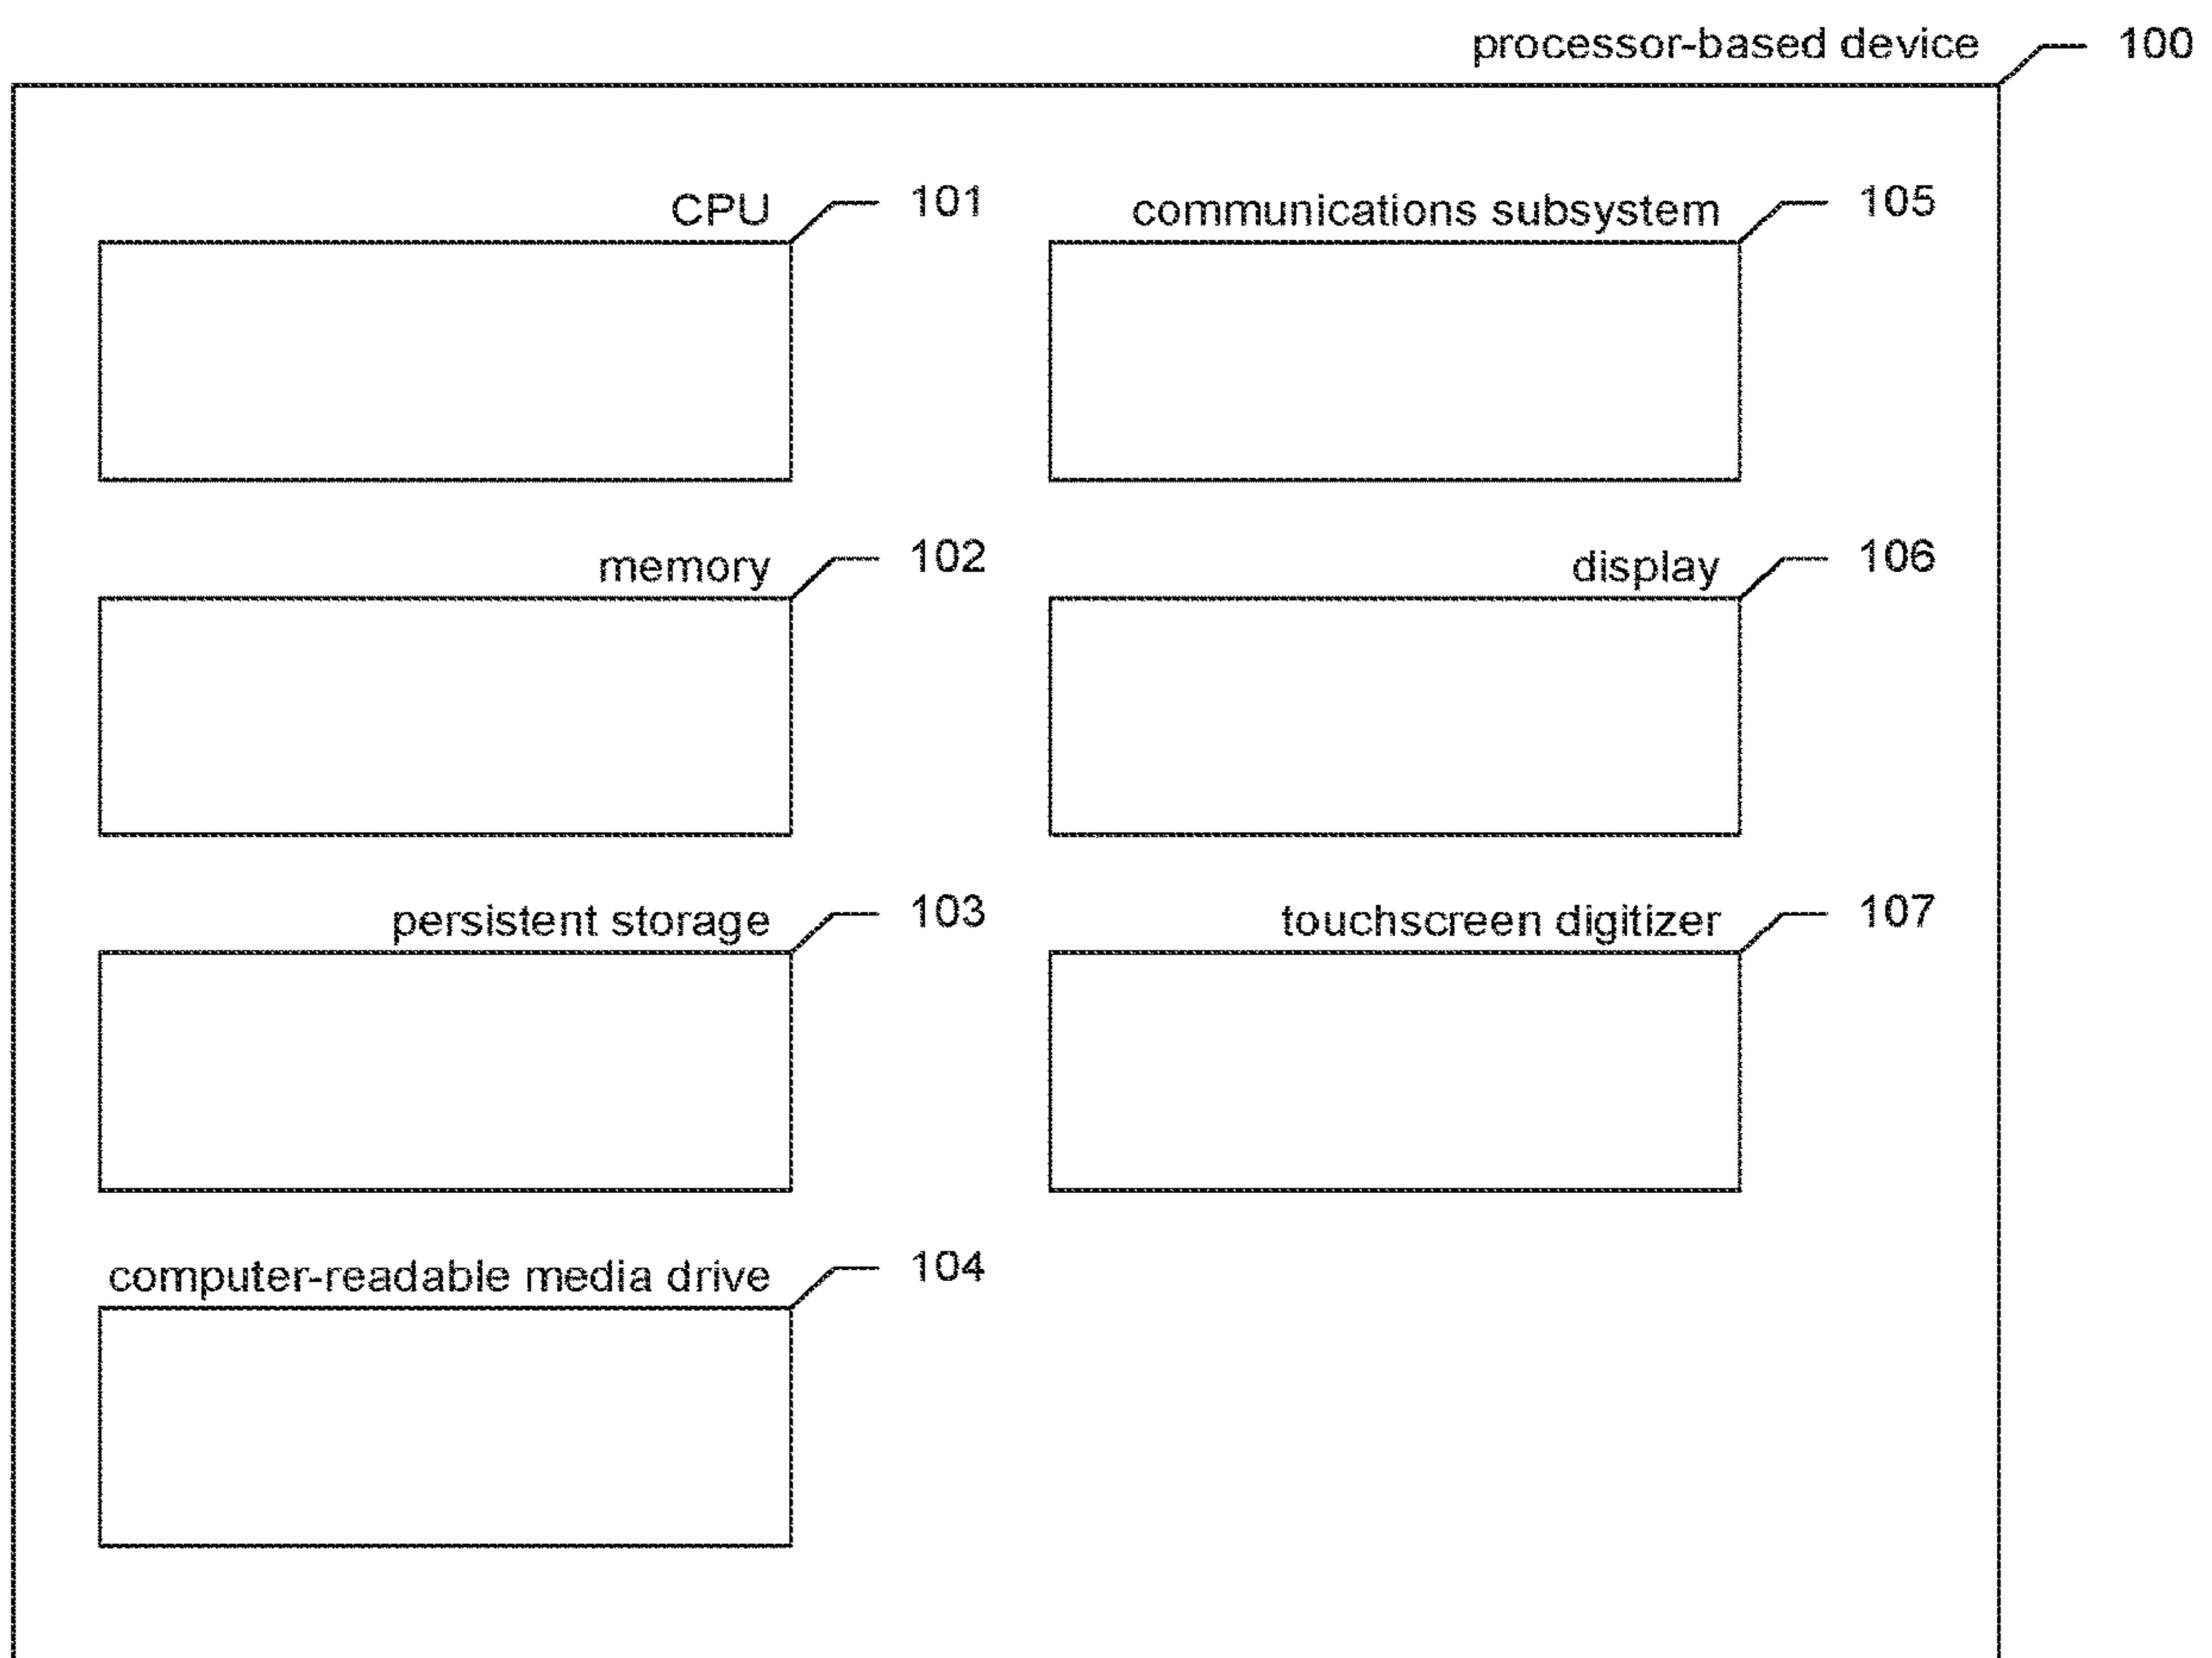 processor-based device 100
CPU 101
communications subsystem 105
memory 102
display 106
persistent storage 103
touchscreen digitizer 107
computer-readable media drive 104